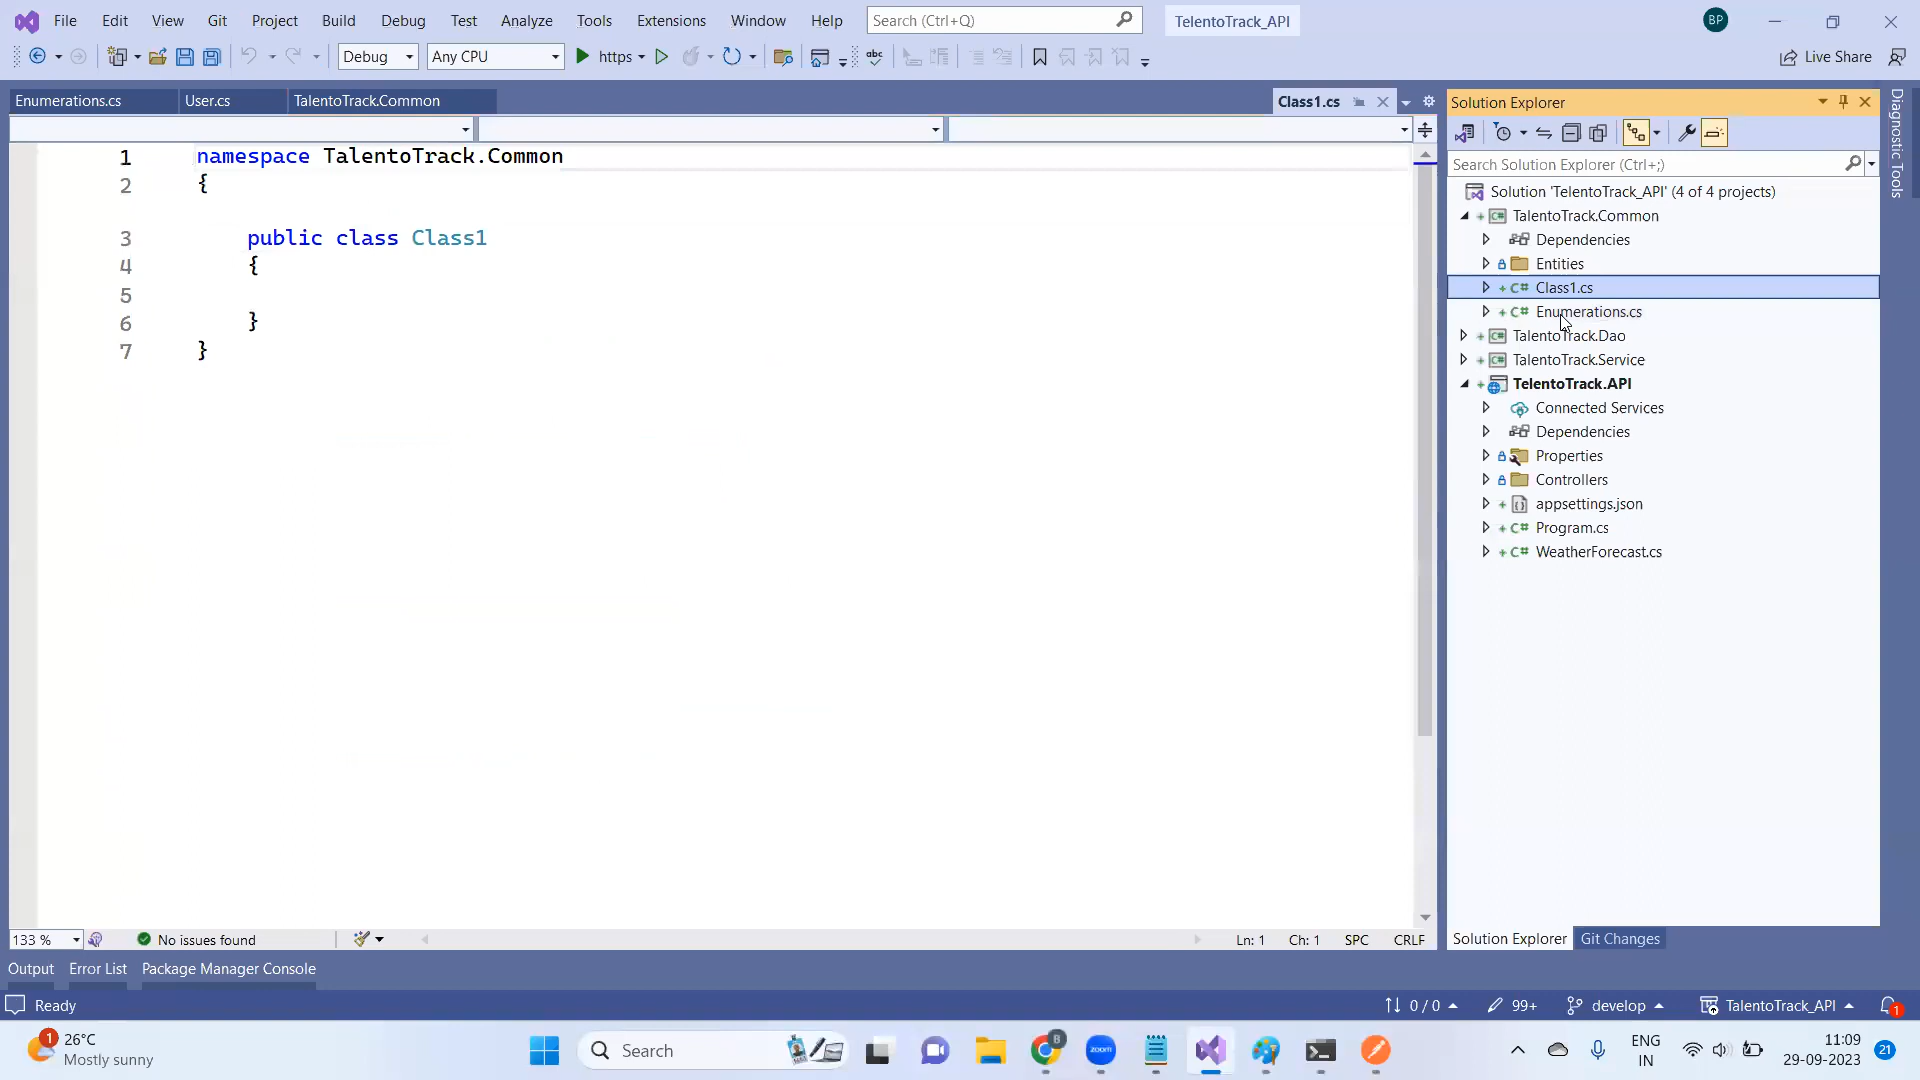 File Edit View Git Project Build Debug Test Analyze Tools Extensions Window Help Search (Ctrl+Q) TelentoTrack_API BP
Debug Any CPU https abc Live Share
Enumerations.cs User.cs TalentoTrack.Common Class1.cs
1 namespace TalentoTrack.Common
2 {
3 public class Class1
4 {
5
6 }
7 }
133 % No issues found Ln: 1 Ch: 1 SPC CRLF
Solution Explorer
Search Solution Explorer (Ctrl+;)
Solution 'TelentoTrack_API' (4 of 4 projects)
TalentoTrack.Common
Dependencies
Entities
C# Class1.cs
C# Enumerations.cs
TalentoTrack.Dao
TalentoTrack.Service
TelentoTrack.API
Connected Services
Dependencies
Properties
Controllers
appsettings.json
C# Program.cs
C# WeatherForecast.cs
Solution Explorer Git Changes
Diagnostic Tools
Output Error List Package Manager Console
Ready 0 / 0 99+ develop TalentoTrack_API 1
1 26°C
Mostly sunny
Search B zoom
ENG
IN
11:09
29-09-2023
21